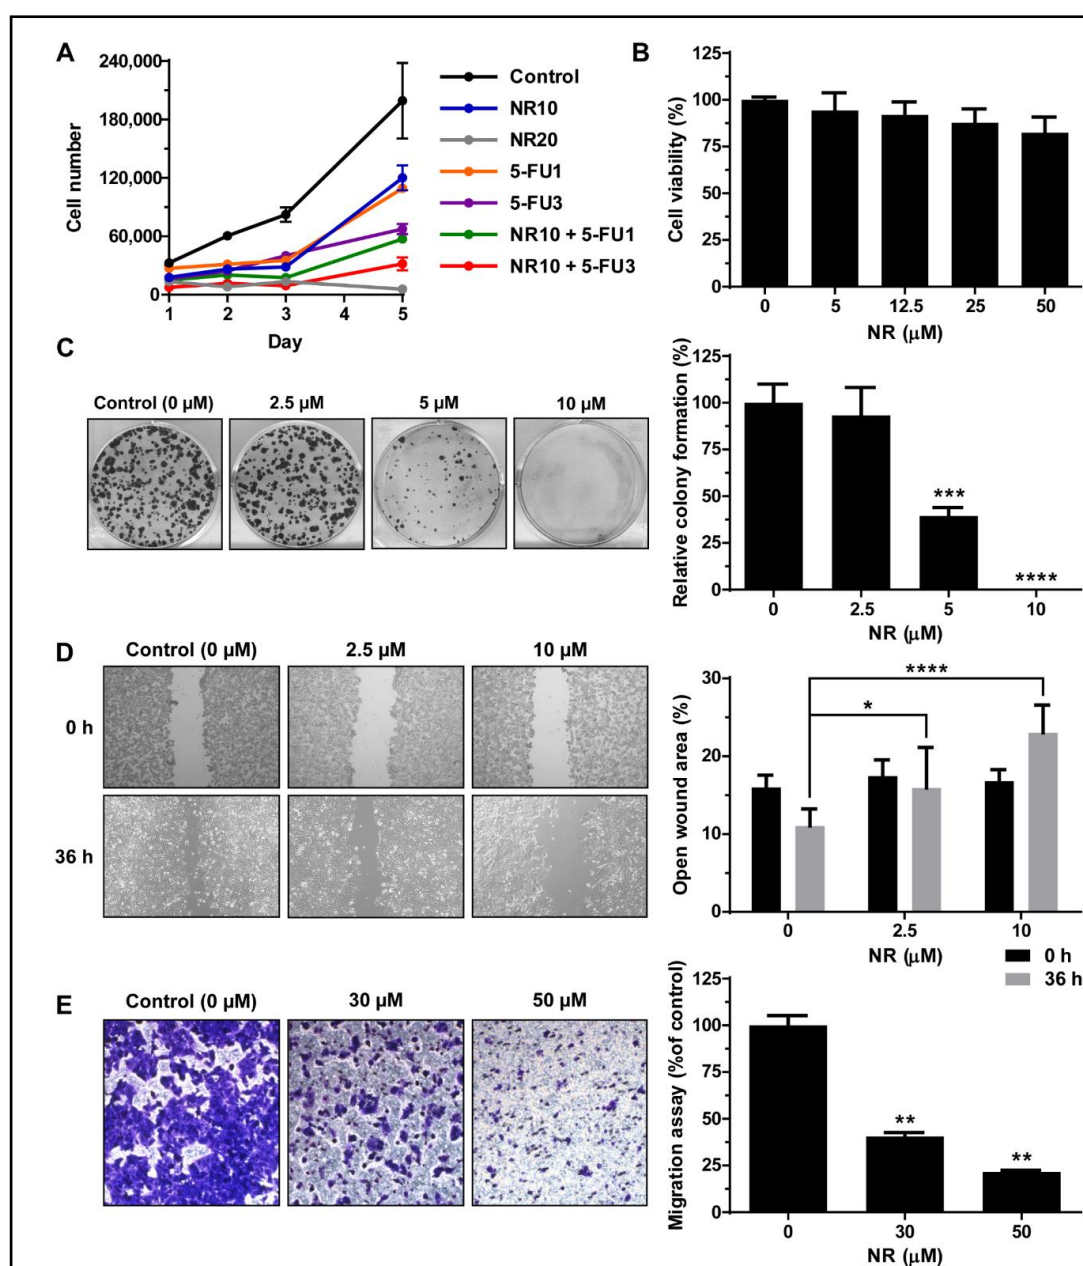 A
240,000
180,000
120,000
60,000
0
Cell number
1 2 3 4 5
Day
Control
NR10
NR20
5-FU1
5-FU3
NR10 + 5-FU1
NR10 + 5-FU3
B
125
100
75
50
25
0
Cell viability (%)
0 5 12.5 25 50
NR (µM)
C
Control (0 µM) 2.5 µM 5 µM 10 µM
125
100
75
50
25
0
Relative colony formation (%)
***
****
0 2.5 5 10
NR (µM)
D
Control (0 µM) 2.5 µM 10 µM
0 h
36 h
30
20
10
0
Open wound area (%)
****
*
0 2.5 10
NR (µM)
0 h
36 h
E
Control (0 µM) 30 µM 50 µM
125
100
75
50
25
0
Migration assay (%of control)
**
**
0 30 50
NR (µM)